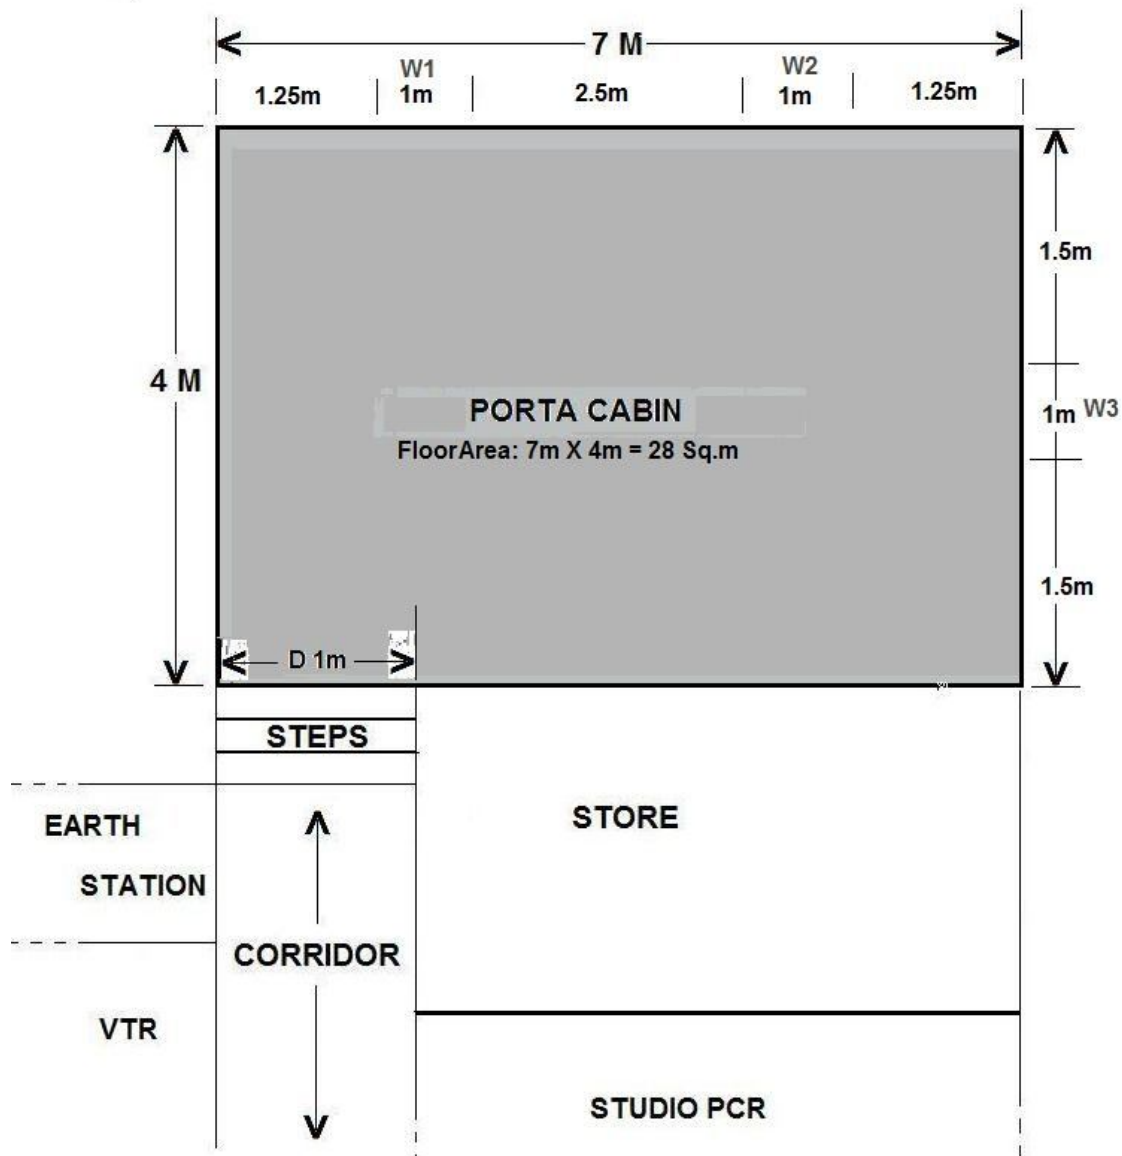 7 M
W1
W2
1.25m
1m
2.5m
1m
1.25m
1.5m
4 M
PORTA CABIN
1m W3
FloorArea: 7m X 4m = 28 Sq.m
1.5m
D 1m
STEPS
EARTH
STORE
STATION
CORRIDOR
VTR
STUDIO PCR